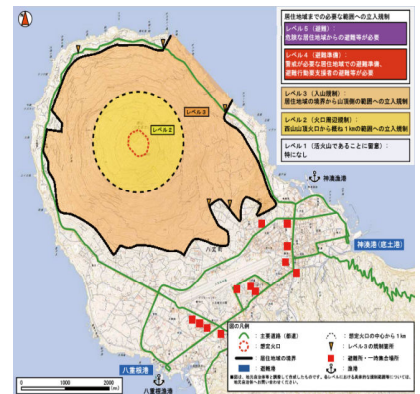 居住地域までの必要な範囲への立入規制
レベル5（避難）
危険な居住地域からの避難等が必要
レベル4（避難準備）
警戒が必要な居住地域での避難準備、
避行動要支援者の避難等が必要
レベル3（入山規制）：
居住地域の境界から山頂側の範囲への立入規制
レベル2（火口周辺規制）：
西山山頂火口から概ね1kmの範囲への立入規制
レベル1（活火山であることに留意）
特になし
レベル3
レベル2
神湊漁港
神湊港（底土港）
八丈町
図の凡例
：主要道路（都道）
：想定火口の中心から1km
：想定火口
：レベル3の規制箇所
：居住地域の境界
：避難所・一時集合場所
：避難港
：漁港
八重根港
八重根漁港
0 1000 2000
(m)